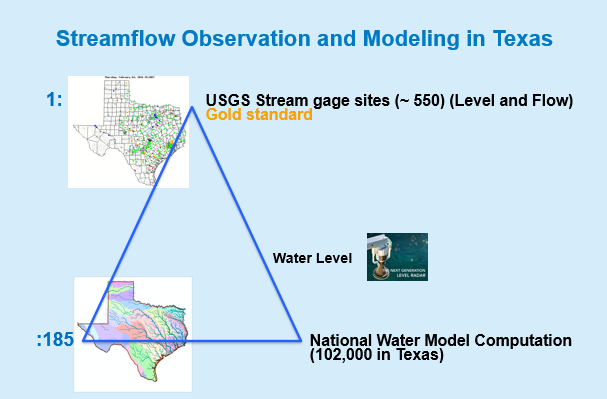 Streamflow Observation and Modeling in Texas
1:
USGS Stream gage sites (~ 550) (Level and Flow)
Gold standard
Water Level
NEXT GENERATION
LEVEL RADAR
:185
National Water Model Computation
(102,000 in Texas)